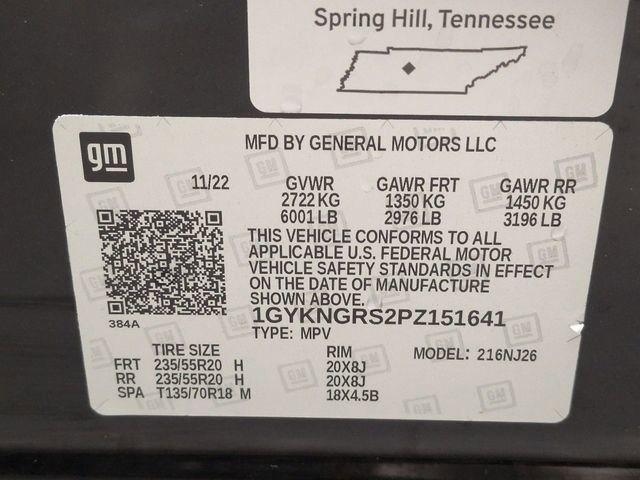 Spring Hill, Tennessee
gm
MFD BY GENERAL MOTORS LLC
11/22 GVWR GAWR FRT GAWR RR
2722 KG 1350 KG 1450 KG
6001 LB 2976 LB 3196 LB
THIS VEHICLE CONFORMS TO ALL
APPLICABLE U.S. FEDERAL MOTOR
VEHICLE SAFETY STANDARDS IN EFFECT
ON THE DATE OF MANUFACTURE
SHOWN ABOVE.
384A
1GYKNGRS2PZ151641
TYPE: MPV
TIRE SIZE RIM MODEL: 216NJ26
FRT 235/55R20 H 20X8J
RR 235/55R20 H 20X8J
SPA T135/70R18 M 18X4.5B